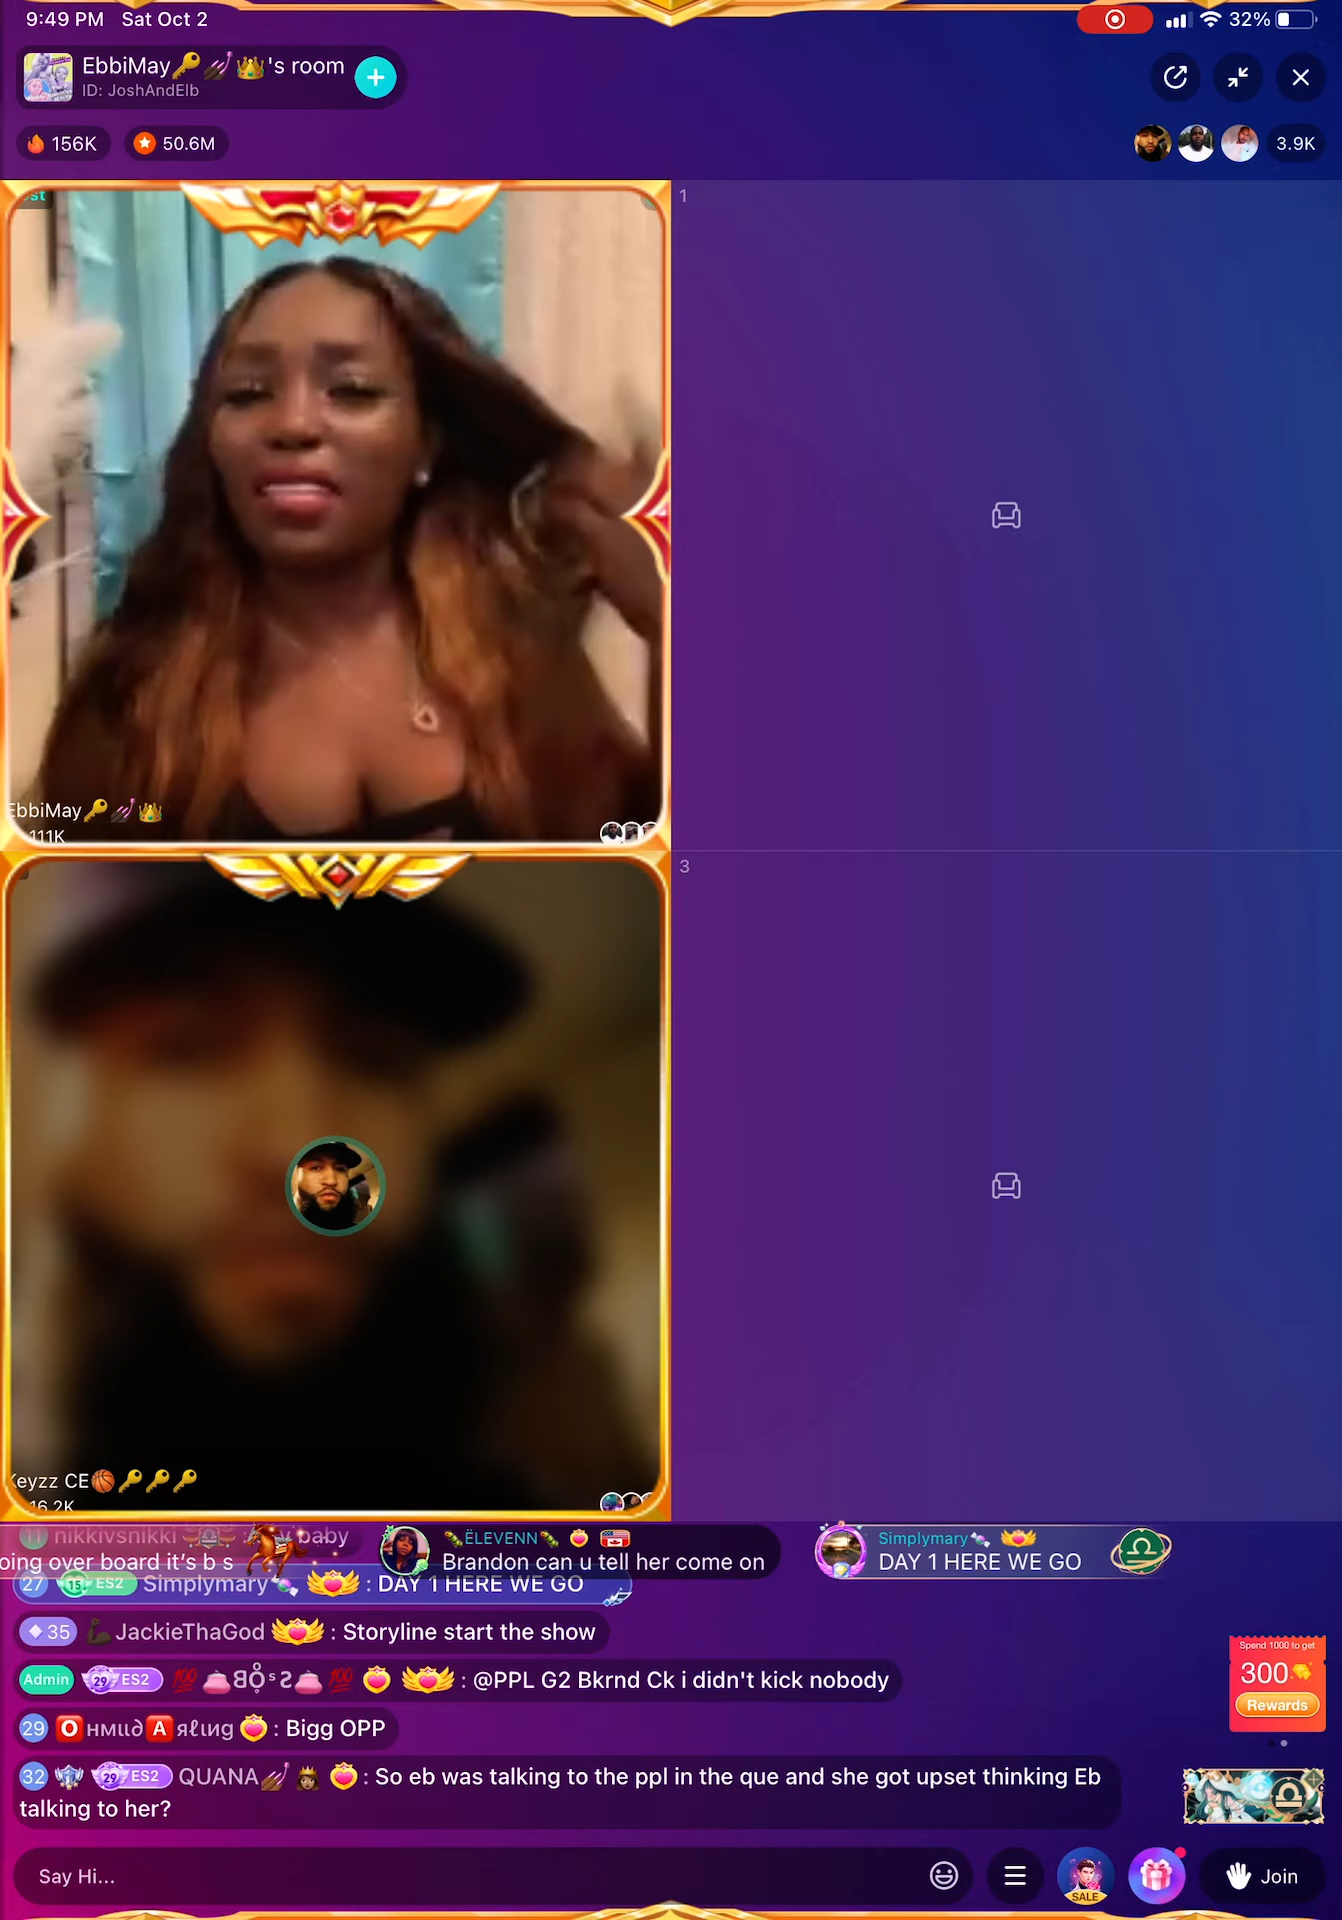 9:49 PM Sat Oct 2
32%
EbbiMay🔑💅🏿👑's room
ID: JoshAndElb
156K
50.6M
3.9K
1
EbbiMay🔑💅🏿👑
111K
3
Keyzz CE🏀🔑🔑🔑
16.2K
11 nikkivsnikki baby
over board it's b s
ËLEVENN
Brandon can u tell her come on
Simplymary🍬
DAY 1 HERE WE GO
27 15 ES2 Simplymary🍬 : DAY 1 HERE WE GO
35 💪🏿JackieThaGod : Storyline start the show
Admin 29 ES2 : @PPL G2 Bkrnd Ck i didn't kick nobody
29 🅾нмιι∂🅰яℓιиg : Bigg OPP
32 29 ES2 QUANA💅🏾👸🏽 : So eb was talking to the ppl in the que and she got upset thinking Eb
talking to her?
Spend 1000 to get
300
Rewards
Say Hi...
SALE
Join